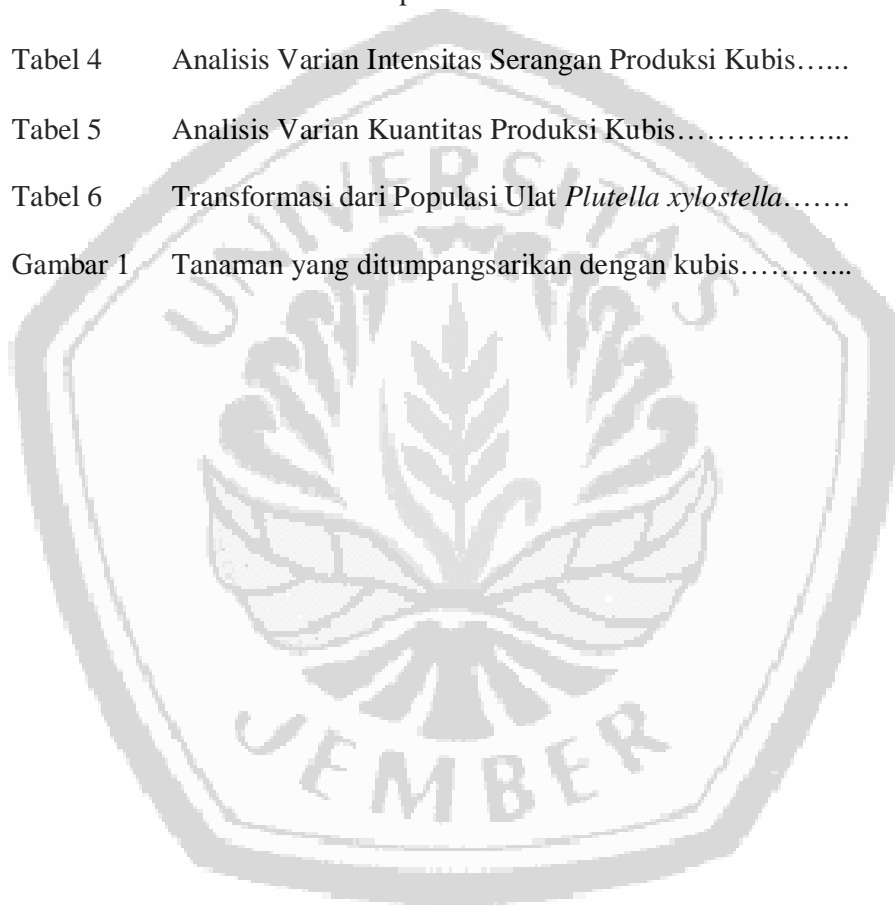 Tabel 4 Analisis Varian Intensitas Serangan Produksi Kubis…...
Tabel 5 Analisis Varian Kuantitas Produksi Kubis……………...
Tabel 6 Transformasi dari Populasi Ulat Plutella xylostella…….
Gambar 1 Tanaman yang ditumpangsarikan dengan kubis………...
UNIVERSITAS
JEMBER